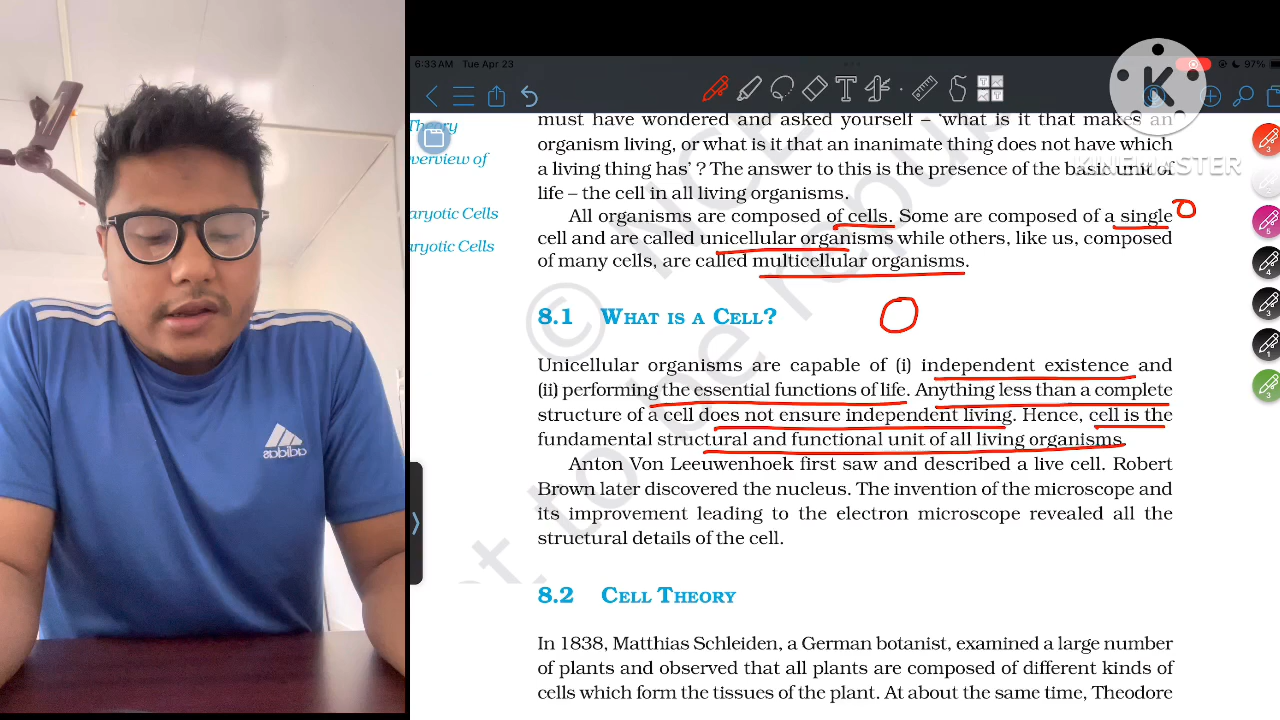 6:33 AM Tue Apr 23
97%
K
KINEMASTER
Theory
verview of
aryotic Cells
aryotic Cells
must have wondered and asked yourself – ‘what is it that makes an
organism living, or what is it that an inanimate thing does not have which
a living thing has’ ? The answer to this is the presence of the basic unit of
life – the cell in all living organisms.
All organisms are composed of cells. Some are composed of a single
cell and are called unicellular organisms while others, like us, composed
of many cells, are called multicellular organisms.
8.1 WHAT IS A CELL?
Unicellular organisms are capable of (i) independent existence and
(ii) performing the essential functions of life. Anything less than a complete
structure of a cell does not ensure independent living. Hence, cell is the
fundamental structural and functional unit of all living organisms.
Anton Von Leeuwenhoek first saw and described a live cell. Robert
Brown later discovered the nucleus. The invention of the microscope and
its improvement leading to the electron microscope revealed all the
structural details of the cell.
8.2 CELL THEORY
In 1838, Matthias Schleiden, a German botanist, examined a large number
of plants and observed that all plants are composed of different kinds of
cells which form the tissues of the plant. At about the same time, Theodore
adidas
3
5
4
3
1
3